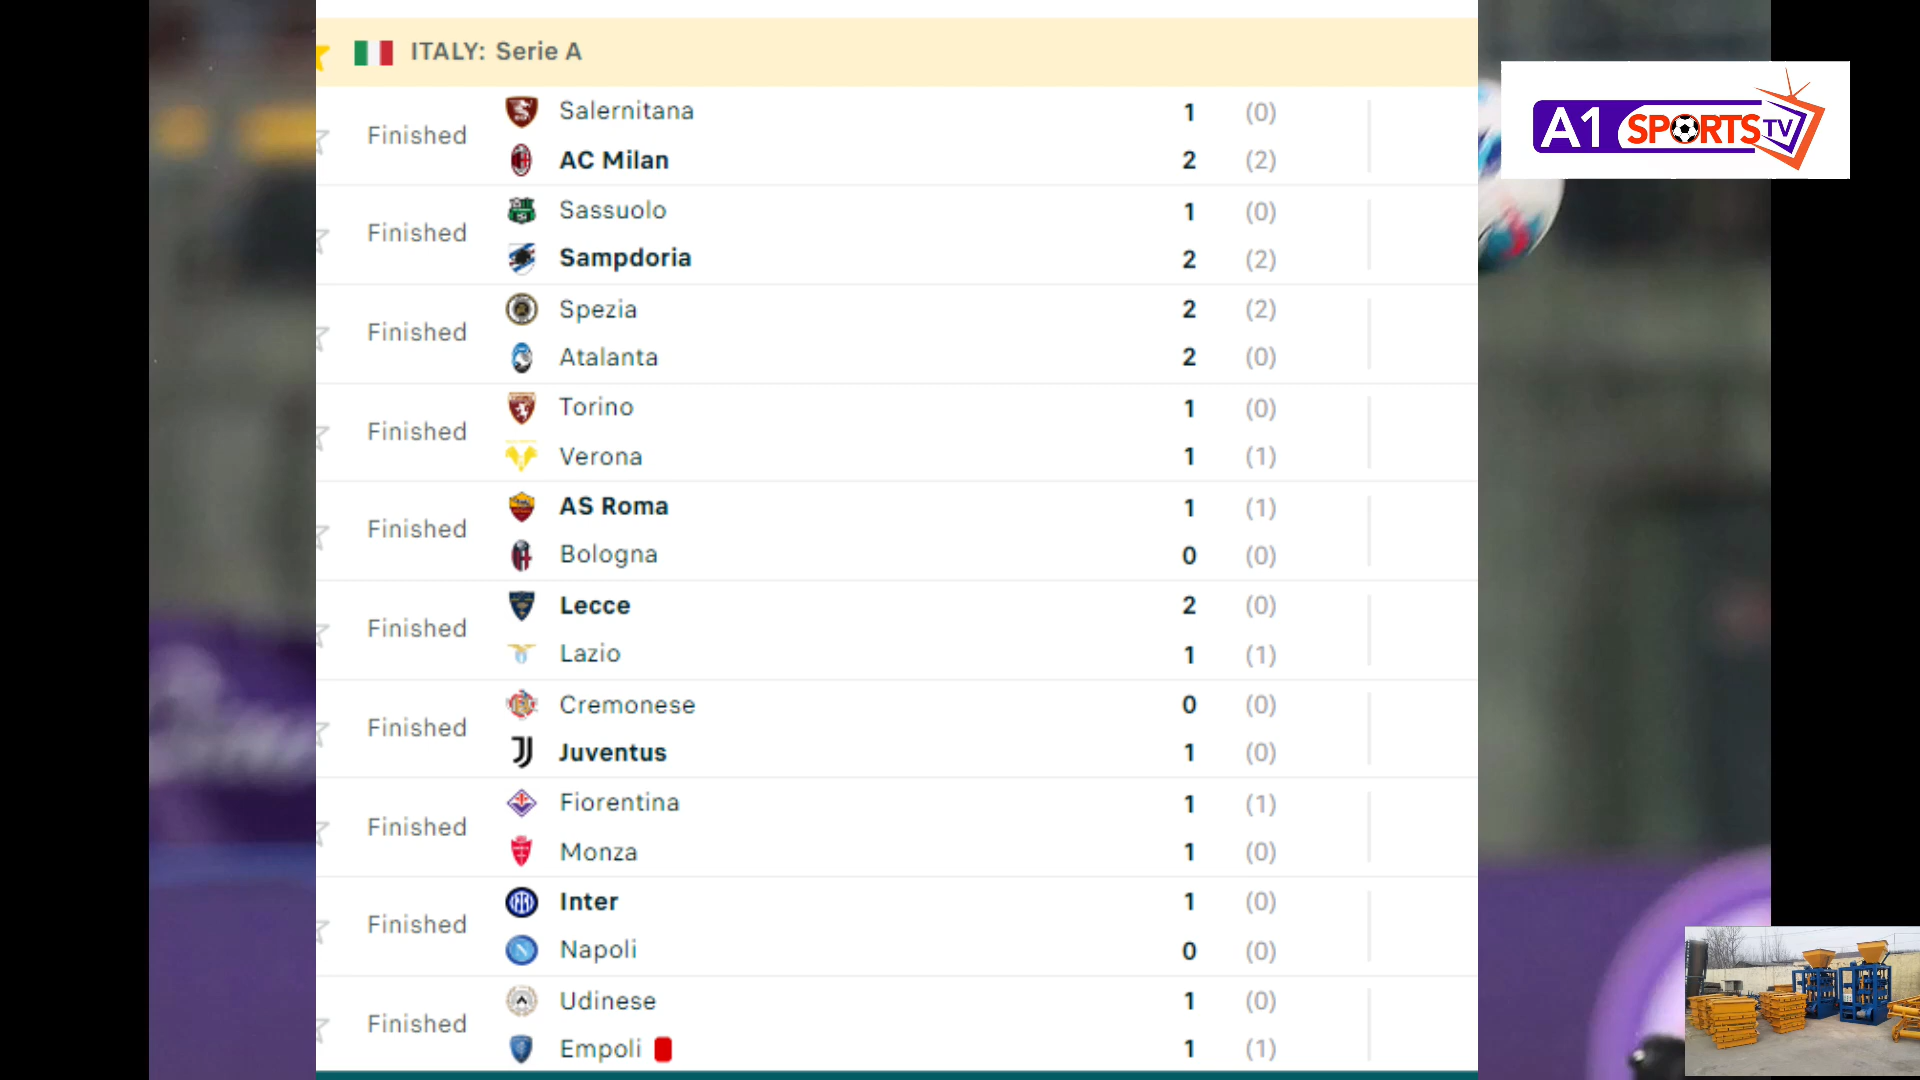 ITALY: Serie A
A1 SPORTS TV
Finished
Salernitana 1 (0)
AC Milan 2 (2)
Finished
Sassuolo 1 (0)
Sampdoria 2 (2)
Finished
Spezia 2 (2)
Atalanta 2 (0)
Finished
Torino 1 (0)
Verona 1 (1)
Finished
AS Roma 1 (1)
Bologna 0 (0)
Finished
Lecce 2 (0)
Lazio 1 (1)
Finished
Cremonese 0 (0)
Juventus 1 (0)
Finished
Fiorentina 1 (1)
Monza 1 (0)
Finished
Inter 1 (0)
Napoli 0 (0)
Finished
Udinese 1 (0)
Empoli 1 (1)